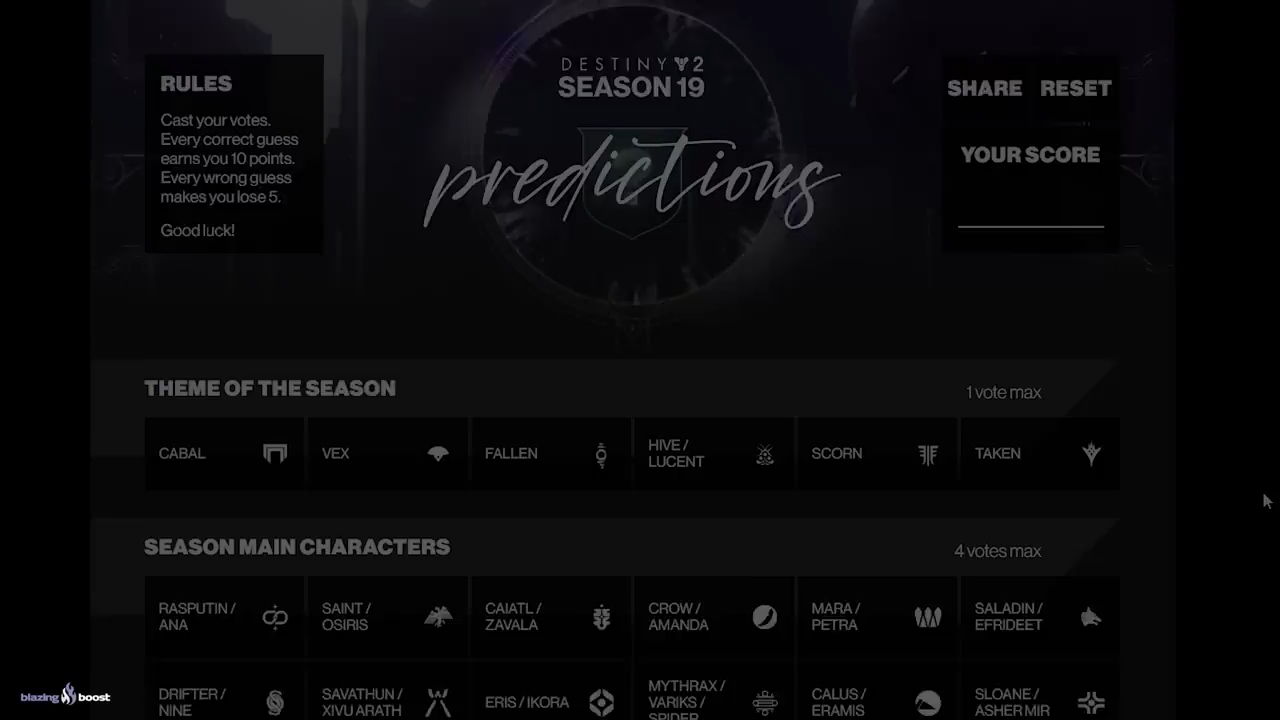 RULES
Cast your votes.
Every correct guess
earns you 10 points.
Every wrong guess
makes you lose 5.
Good luck!
DESTINY 2
SEASON 19
predictions
SHARE RESET
YOUR SCORE
THEME OF THE SEASON
1 vote max
CABAL
VEX
FALLEN
HIVE /
LUCENT
SCORN
TAKEN
SEASON MAIN CHARACTERS
4 votes max
RASPUTIN /
ANA
SAINT /
OSIRIS
CAIATL /
ZAVALA
CROW /
AMANDA
MARA /
PETRA
SALADIN /
EFRIDEET
DRIFTER /
NINE
SAVATHUN /
XIVU ARATH
ERIS / IKORA
MYTHRAX /
VARIKS /
SPIDER
CALUS /
ERAMIS
SLOANE /
ASHER MIR
blazing boost